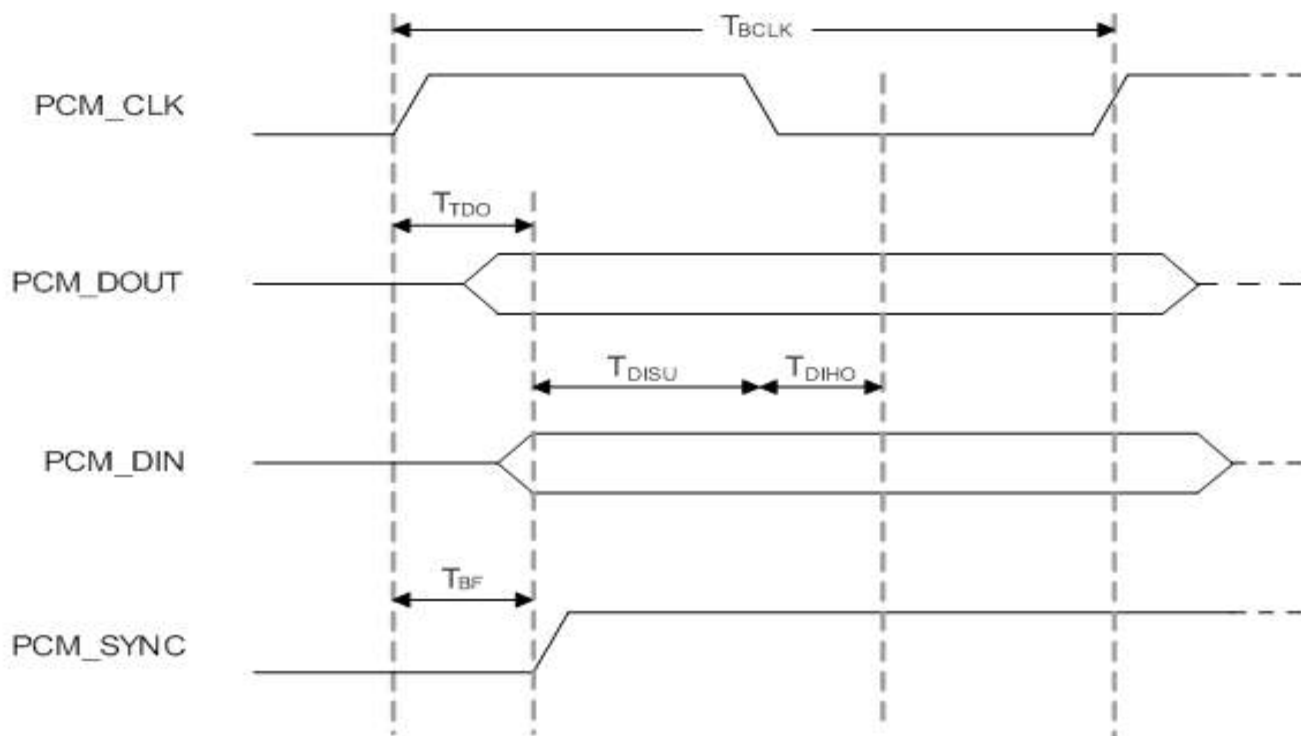 TBCLK
PCM_CLK
TTDO
PCM_DOUT
TDISU TDIHO
PCM_DIN
TBF
PCM_SYNC